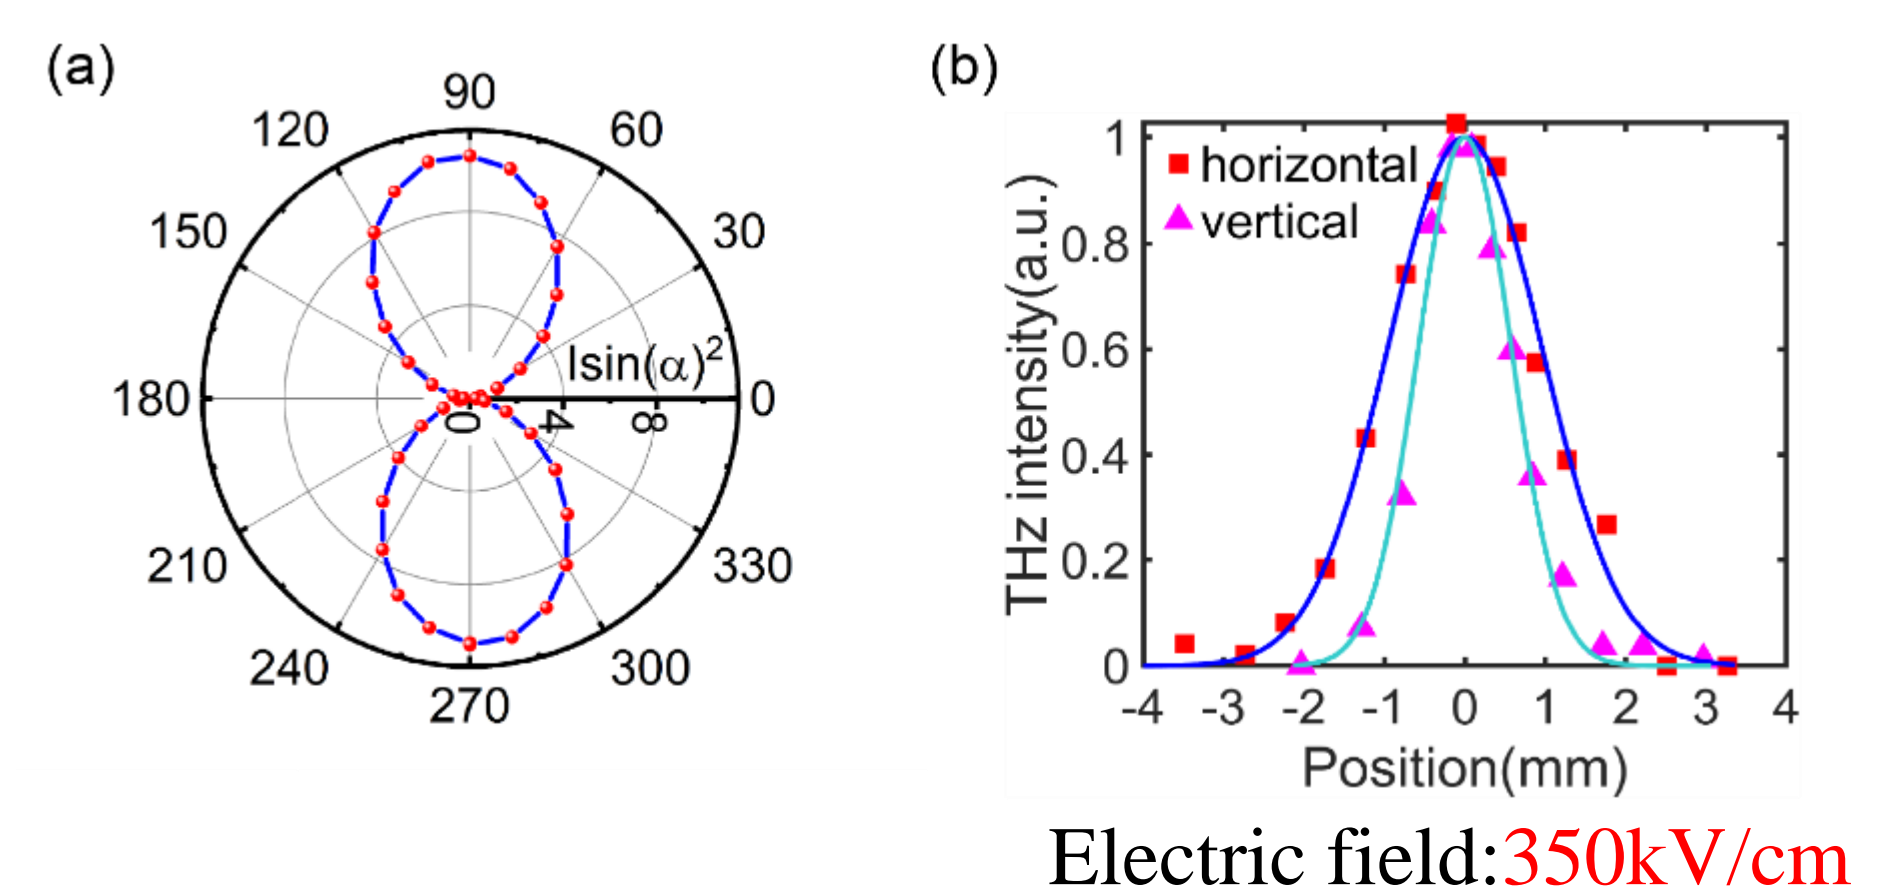 (a)
90
120
60
150
30
Isin(α)²
180
0
0
4
8
210
330
240
300
270
(b)
horizontal
vertical
THz intensity(a.u.)
1
0.8
0.6
0.4
0.2
0
-4 -3 -2 -1 0 1 2 3 4
Position(mm)
Electric field:350kV/cm